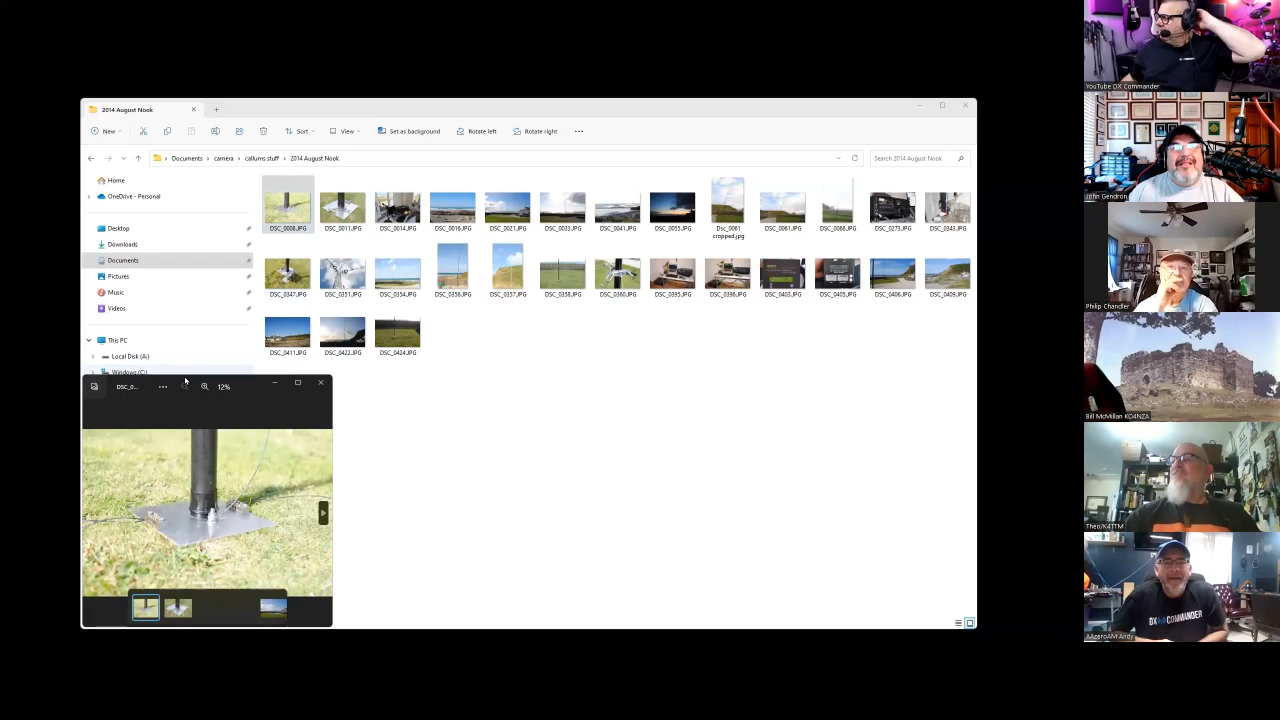 2014 August Nook
New
Sort
View
Set as background
Rotate left
Rotate right
Documents > camera > callums stuff > 2014 August Nook
Search 2014 August Nook
Home
OneDrive - Personal
Desktop
Downloads
Documents
Pictures
Music
Videos
This PC
Local Disk (A:)
Windows (C:)
DSC_0008.JPG
DSC_0011.JPG
DSC_0014.JPG
DSC_0016.JPG
DSC_0021.JPG
DSC_0033.JPG
DSC_0041.JPG
DSC_0055.JPG
Dsc_0061
cropped.jpg
DSC_0061.JPG
DSC_0068.JPG
DSC_0273.JPG
DSC_0343.JPG
DSC_0347.JPG
DSC_0351.JPG
DSC_0354.JPG
DSC_0356.JPG
DSC_0357.JPG
DSC_0358.JPG
DSC_0360.JPG
DSC_0395.JPG
DSC_0396.JPG
DSC_0403.JPG
DSC_0405.JPG
DSC_0406.JPG
DSC_0409.JPG
DSC_0411.JPG
DSC_0422.JPG
DSC_0424.JPG
DSC_0...
12%
YouTube DX Commander
John Gendron
Philip Chandler
Bill McMillan KO4NZA
Theo/K4TTM
DX COMMANDER
AAzeroAM Andy